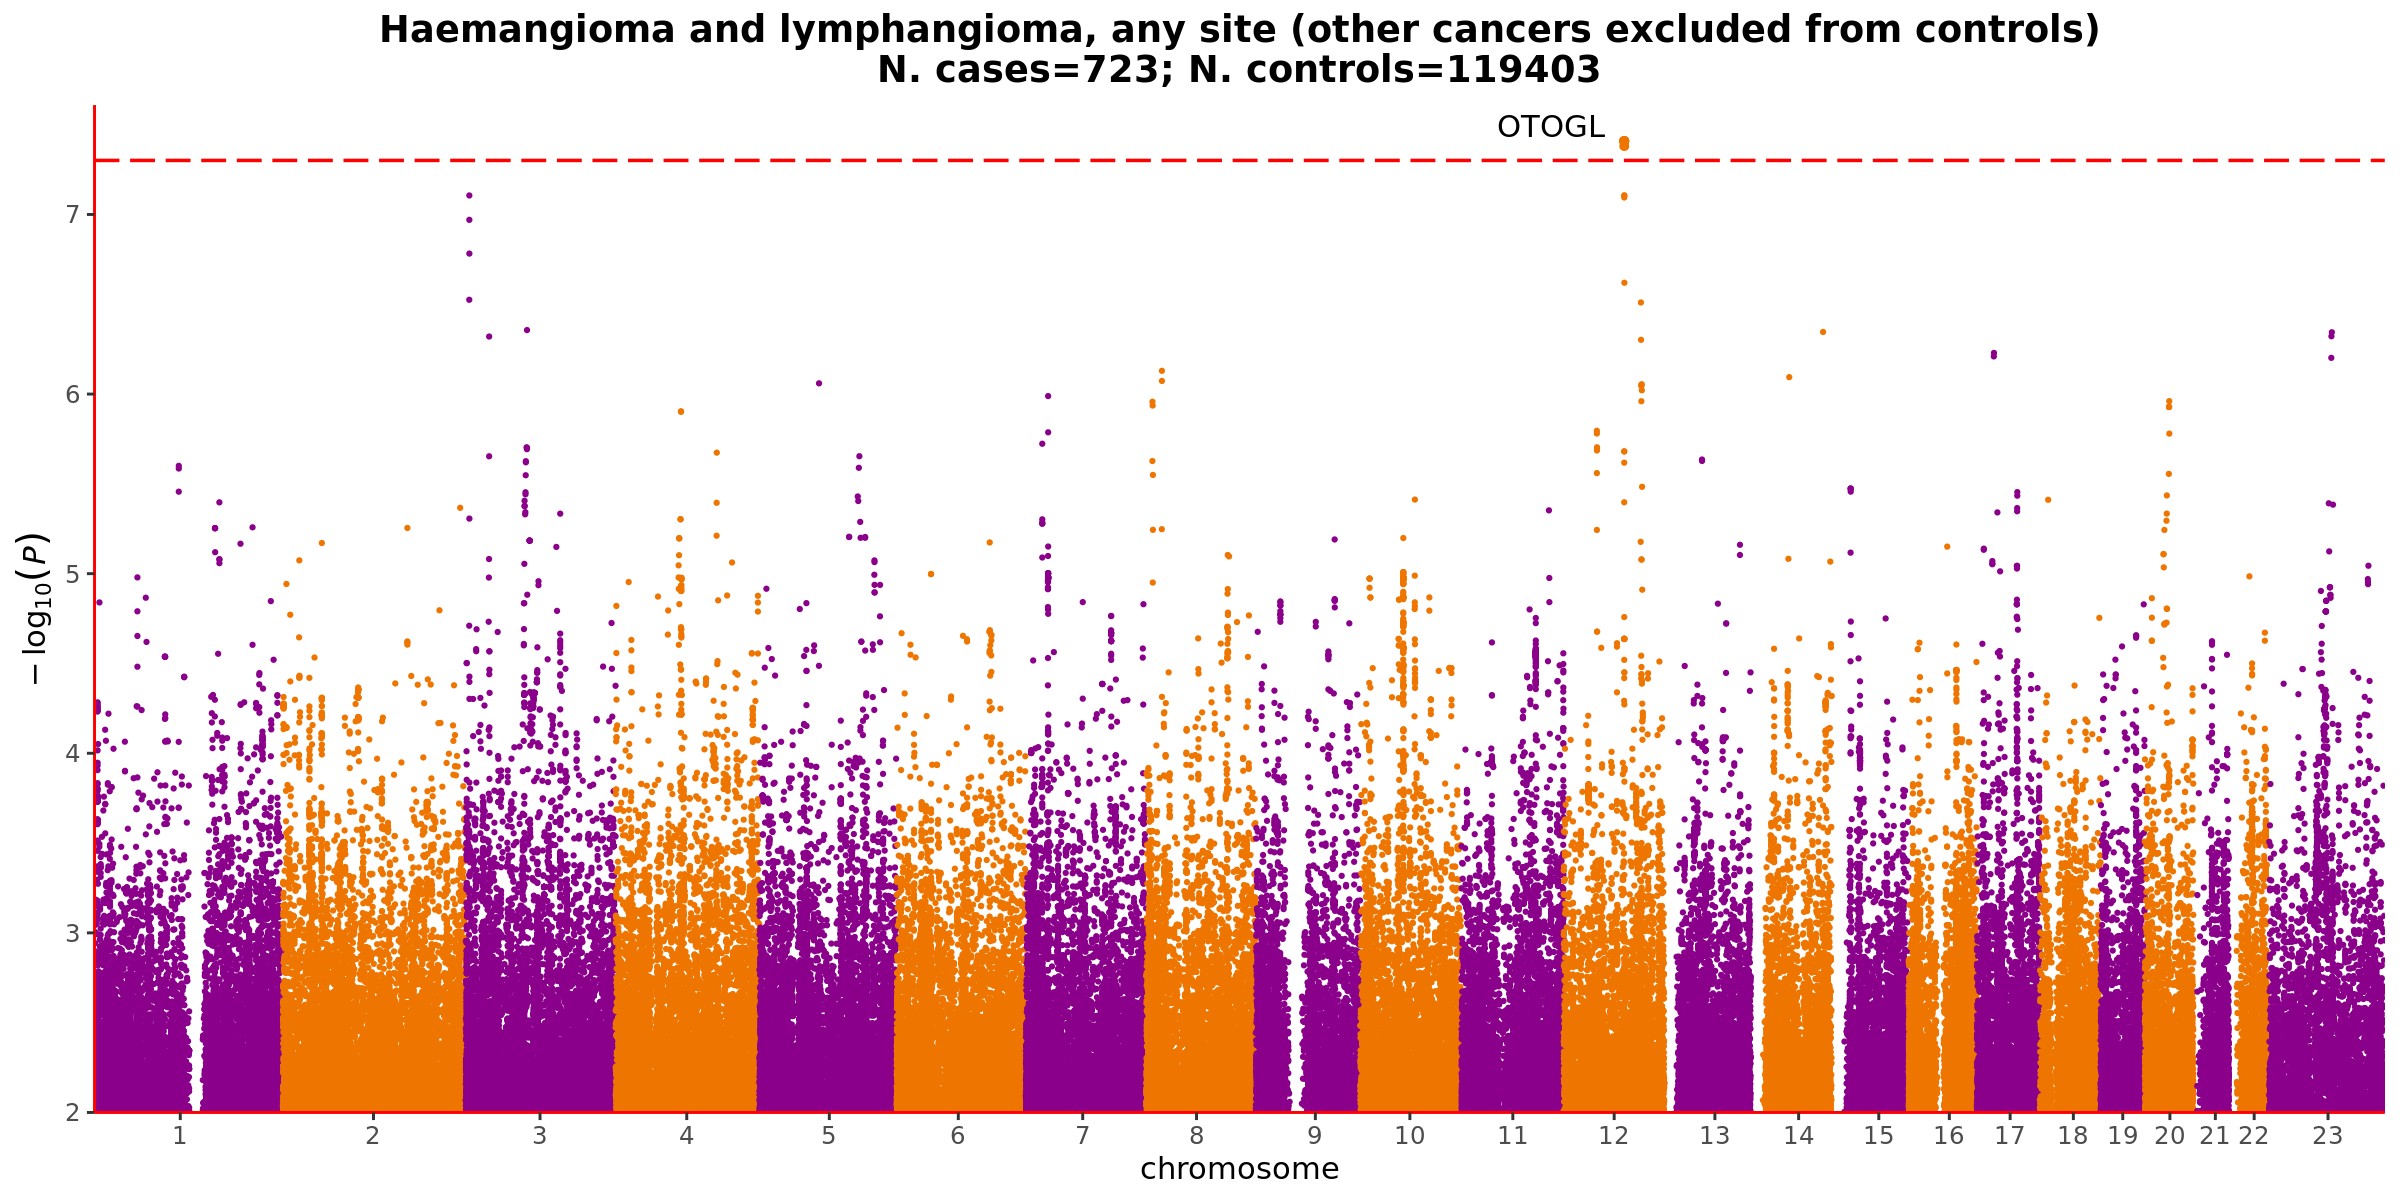 Haemangioma and lymphangioma, any site (other cancers excluded from controls)
N. cases=723; N. controls=119403
OTOGL
7
6
5
4
3
2
− log10(P)
1 2 3 4 5 6 7 8 9 10 11 12 13 14 15 16 17 18 19 20 21 22 23
chromosome